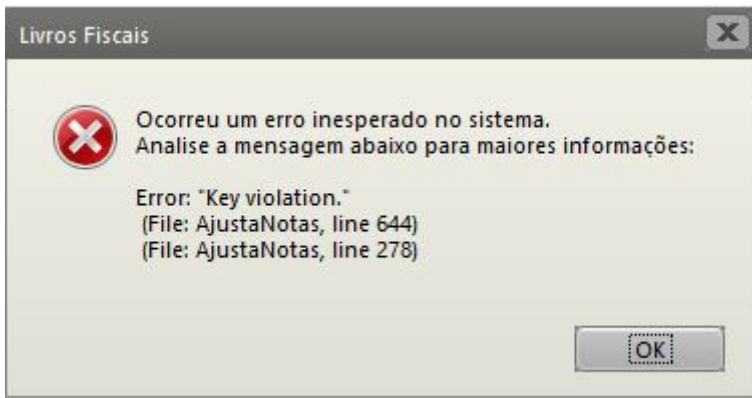 Livros Fiscais
Ocorreu um erro inesperado no sistema.
Analise a mensagem abaixo para maiores informações:
Error: "Key violation."
(File: AjustaNotas, line 644)
(File: AjustaNotas, line 278)
OK